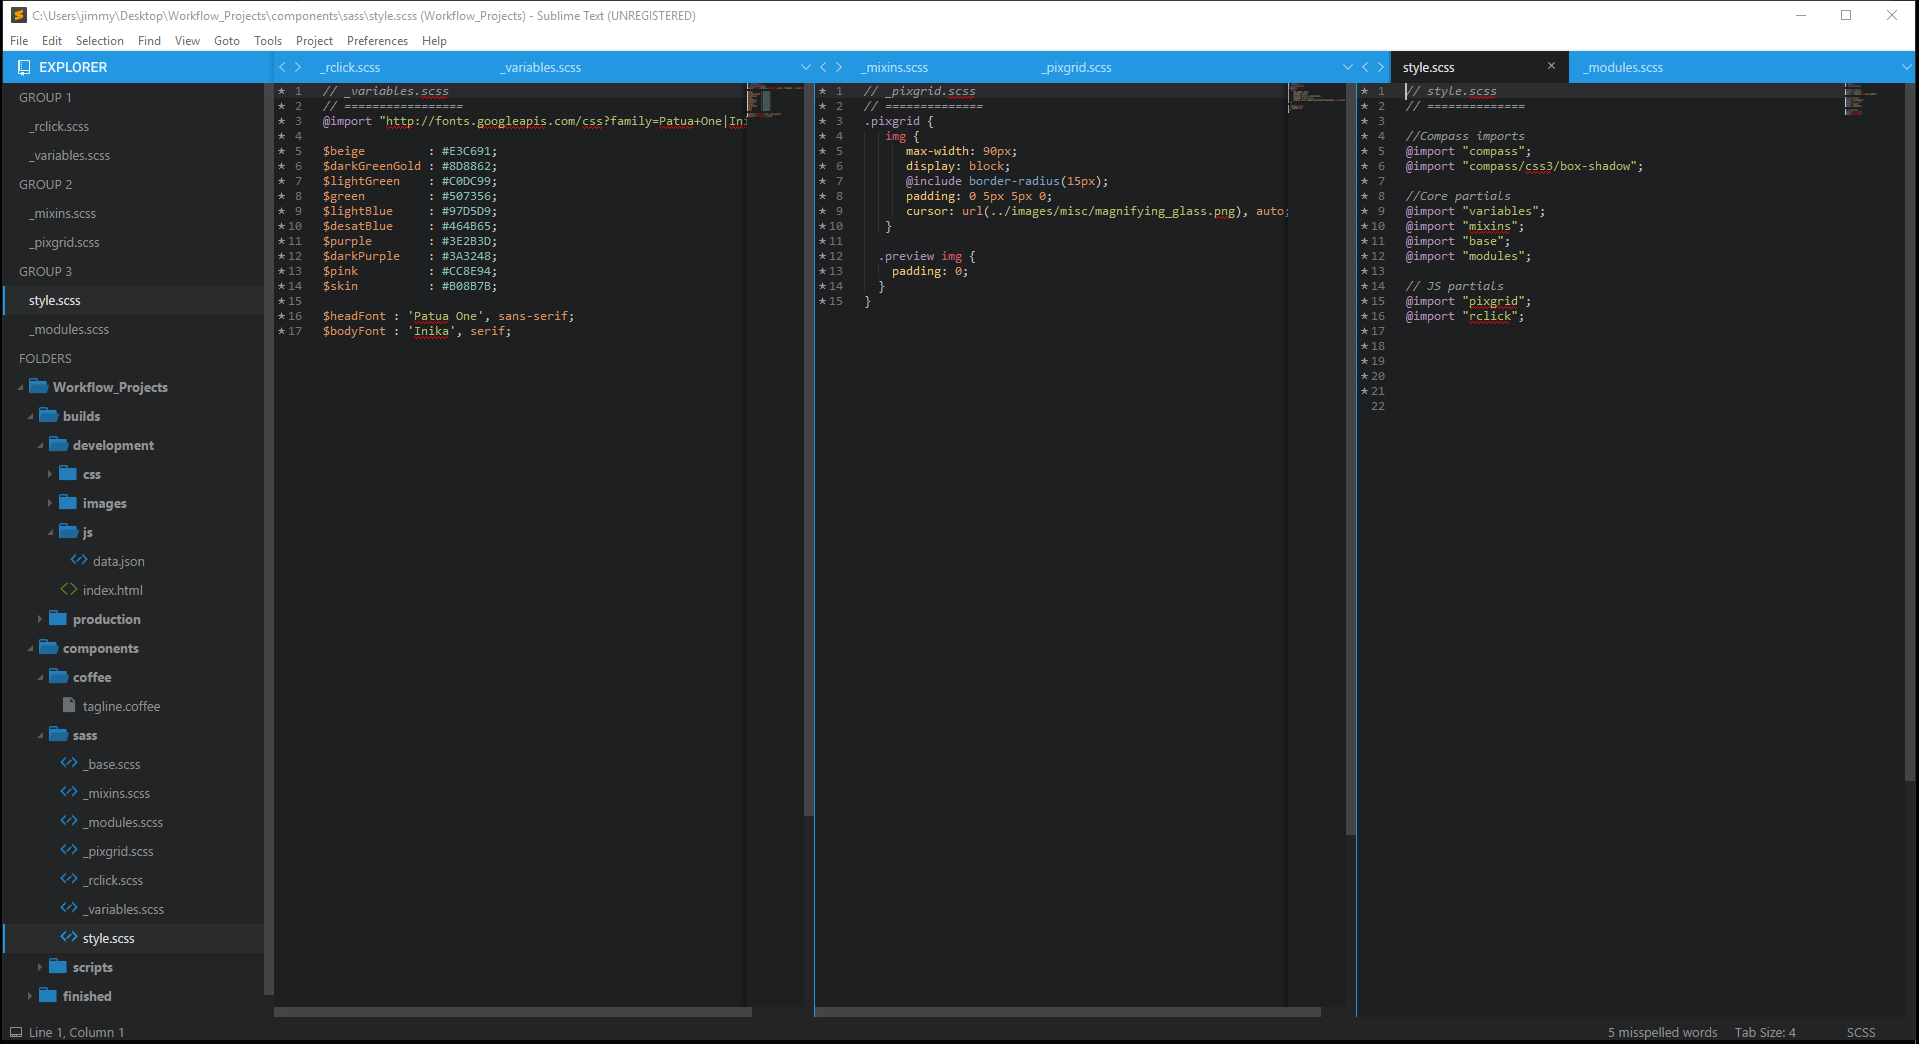 C:\Users\jimmy\Desktop\Workflow_Projects\components\sass\style.scss (Workflow_Projects) - Sublime Text (UNREGISTERED)
File Edit Selection Find View Goto Tools Project Preferences Help
EXPLORER
GROUP 1
_rclick.scss
_variables.scss
GROUP 2
_mixins.scss
_pixgrid.scss
GROUP 3
style.scss
_modules.scss
FOLDERS
Workflow_Projects
builds
development
css
images
js
data.json
index.html
production
components
coffee
tagline.coffee
sass
_base.scss
_mixins.scss
_modules.scss
_pixgrid.scss
_rclick.scss
_variables.scss
style.scss
scripts
finished
_rclick.scss _variables.scss
* 1 // _variables.scss
* 2 // =================
* 3 @import "http://fonts.googleapis.com/css?family=Patua+One|Ini
* 4
* 5 $beige : #E3C691;
* 6 $darkGreenGold : #8D8862;
* 7 $lightGreen : #C0DC99;
* 8 $green : #507356;
* 9 $lightBlue : #97D5D9;
* 10 $desatBlue : #464B65;
* 11 $purple : #3E2B3D;
* 12 $darkPurple : #3A3248;
* 13 $pink : #CC8E94;
* 14 $skin : #B08B7B;
* 15
* 16 $headFont : 'Patua One', sans-serif;
* 17 $bodyFont : 'Inika', serif;
_mixins.scss _pixgrid.scss
* 1 // _pixgrid.scss
* 2 // ==============
* 3 .pixgrid {
* 4 img {
* 5 max-width: 90px;
* 6 display: block;
* 7 @include border-radius(15px);
* 8 padding: 0 5px 5px 0;
* 9 cursor: url(../images/misc/magnifying_glass.png), auto;
* 10 }
* 11
* 12 .preview img {
* 13 padding: 0;
* 14 }
* 15 }
style.scss × _modules.scss
* 1 // style.scss
* 2 // ==============
* 3
* 4 //Compass imports
* 5 @import "compass";
* 6 @import "compass/css3/box-shadow";
* 7
* 8 //Core partials
* 9 @import "variables";
* 10 @import "mixins";
* 11 @import "base";
* 12 @import "modules";
* 13
* 14 // JS partials
* 15 @import "pixgrid";
* 16 @import "rclick";
* 17
* 18
* 19
* 20
* 21
22
Line 1, Column 1
5 misspelled words Tab Size: 4 SCSS